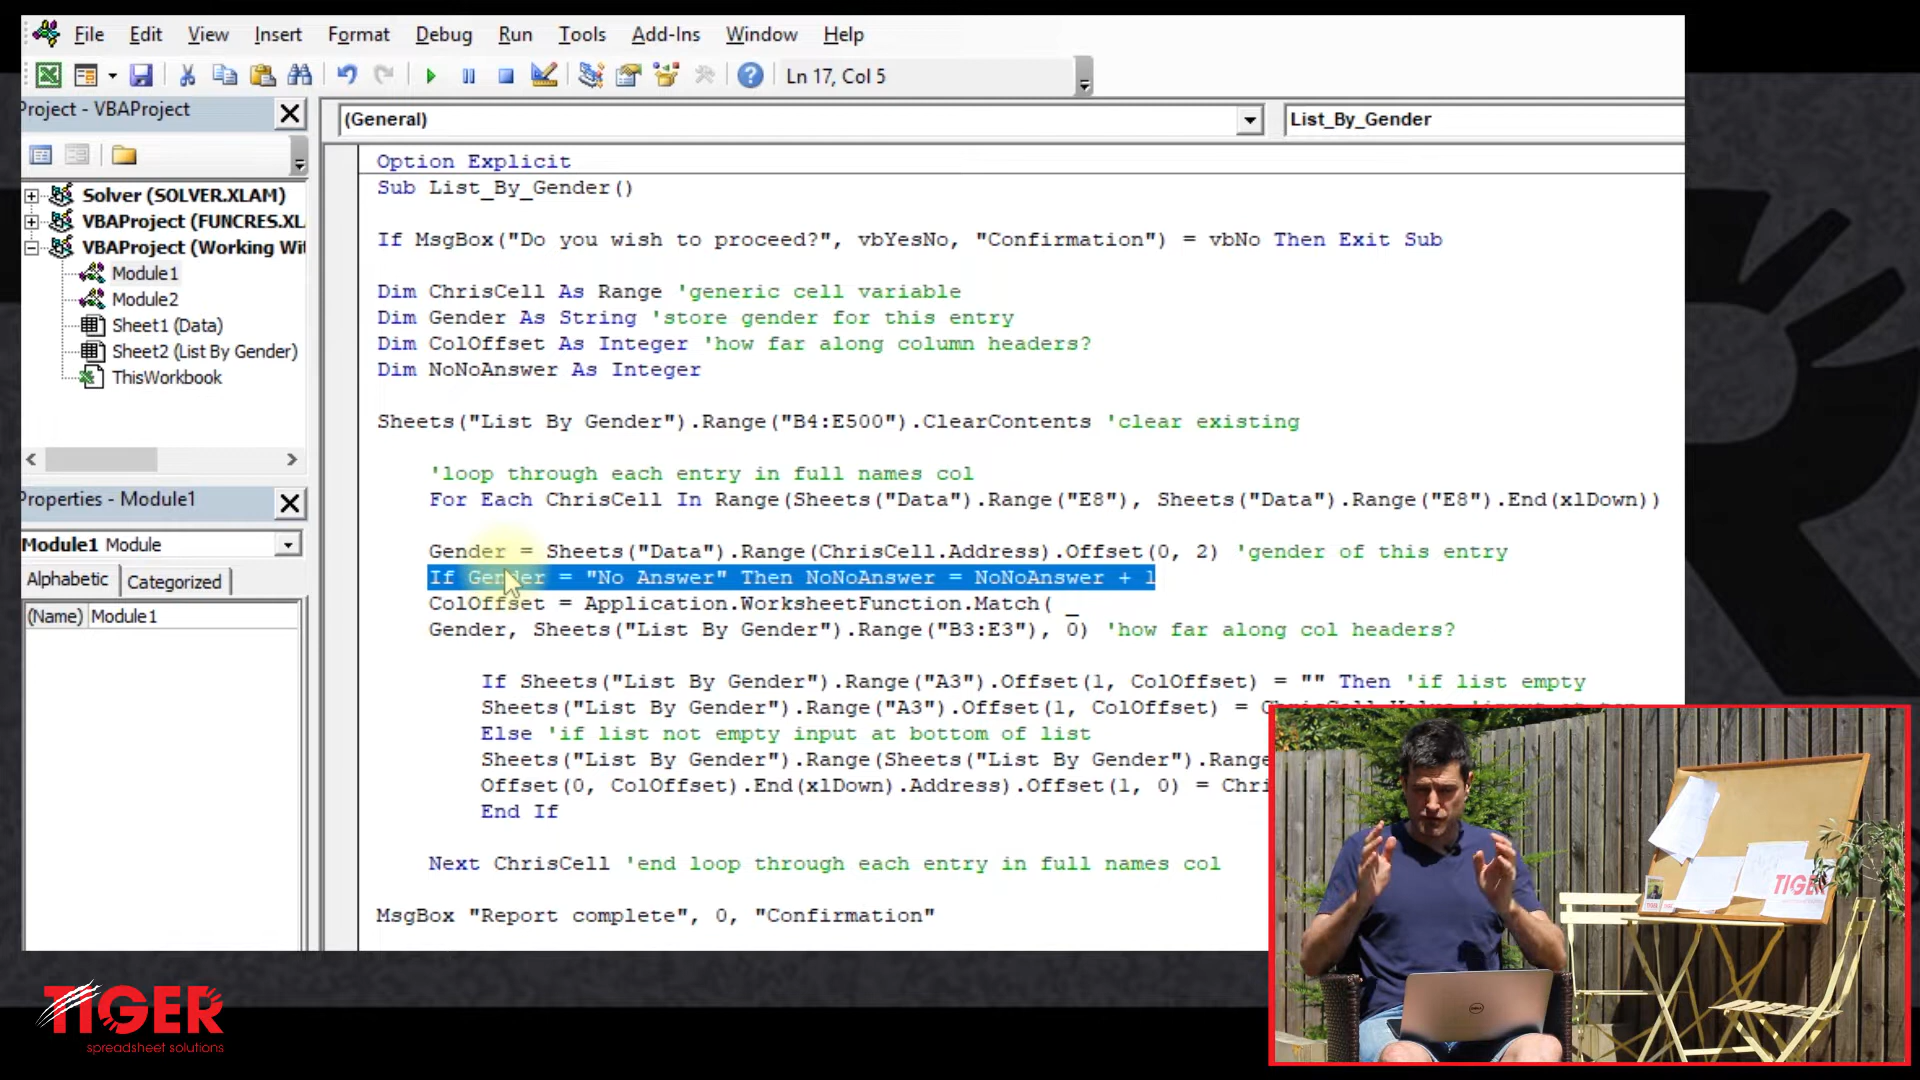 File Edit View Insert Format Debug Run Tools Add-Ins Window Help
Ln 17, Col 5
Project - VBAProject
(General)
List_By_Gender
Solver (SOLVER.XLAM)
VBAProject (FUNCRES.XL
VBAProject (Working Wit
Module1
Module2
Sheet1 (Data)
Sheet2 (List By Gender)
ThisWorkbook
Properties - Module1
Module1 Module
Alphabetic Categorized
(Name) Module1
Option Explicit
Sub List_By_Gender()
If MsgBox("Do you wish to proceed?", vbYesNo, "Confirmation") = vbNo Then Exit Sub
Dim ChrisCell As Range 'generic cell variable
Dim Gender As String 'store gender for this entry
Dim ColOffset As Integer 'how far along column headers?
Dim NoNoAnswer As Integer
Sheets("List By Gender").Range("B4:E500").ClearContents 'clear existing
'loop through each entry in full names col
For Each ChrisCell In Range(Sheets("Data").Range("E8"), Sheets("Data").Range("E8").End(xlDown))
Gender = Sheets("Data").Range(ChrisCell.Address).Offset(0, 2) 'gender of this entry
If Gender = "No Answer" Then NoNoAnswer = NoNoAnswer + 1
ColOffset = Application.WorksheetFunction.Match( _
Gender, Sheets("List By Gender").Range("B3:E3"), 0) 'how far along col headers?
If Sheets("List By Gender").Range("A3").Offset(1, ColOffset) = "" Then 'if list empty
Sheets("List By Gender").Range("A3").Offset(1, ColOffset) =
Else 'if list not empty input at bottom of list
Sheets("List By Gender").Range(Sheets("List By Gender").Range
Offset(0, ColOffset).End(xlDown).Address).Offset(1, 0) = Chri
End If
Next ChrisCell 'end loop through each entry in full names col
MsgBox "Report complete", 0, "Confirmation"
TIGER
spreadsheet solutions
TIGER